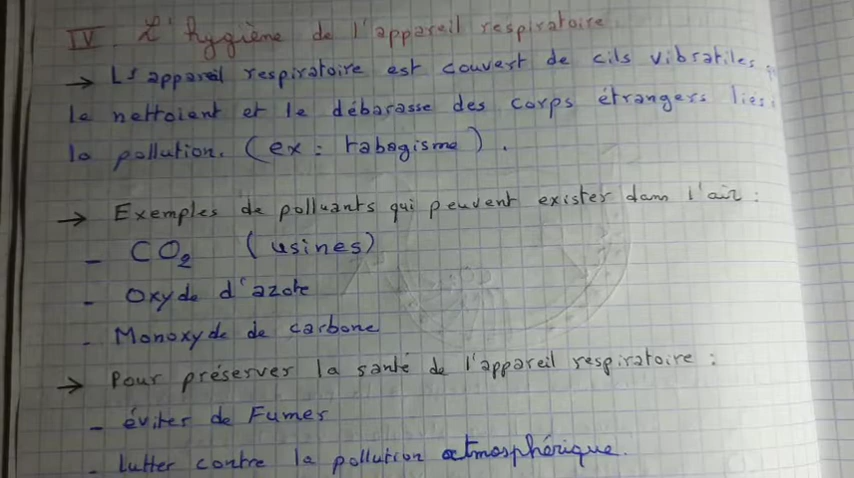 IV L'hygiène de l'appareil respiratoire.
→ L'appareil respiratoire est couvert de cils vibratiles
le nettoient et le débarasse des corps étrangers liés
la pollution. (ex : tabagisme).
→ Exemples de polluants qui peuvent exister dans l'air :
- CO₂ (usines)
- Oxyde d'azote
- Monoxyde de carbone
→ Pour préserver la santé de l'appareil respiratoire :
- éviter de Fumer
- lutter contre la pollution atmosphérique.